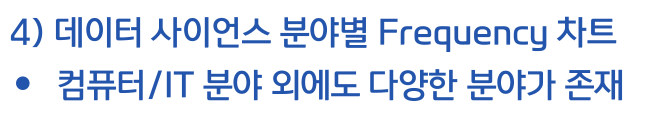 4) 데이터 사이언스 분야별 Frequency 차트
• 컴퓨터/IT 분야 외에도 다양한 분야가 존재